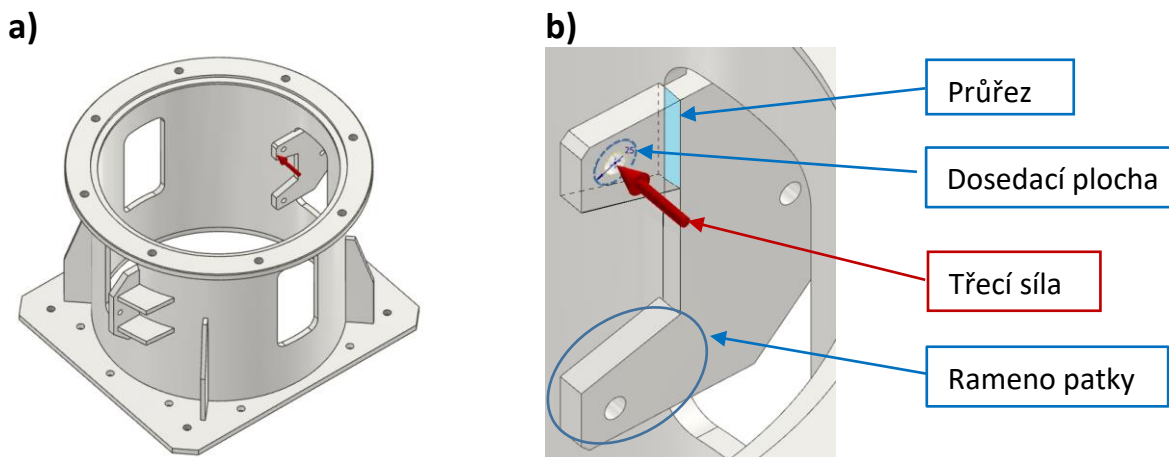 a)
b)
Průřez
25
Dosedací plocha
Třecí síla
Rameno patky